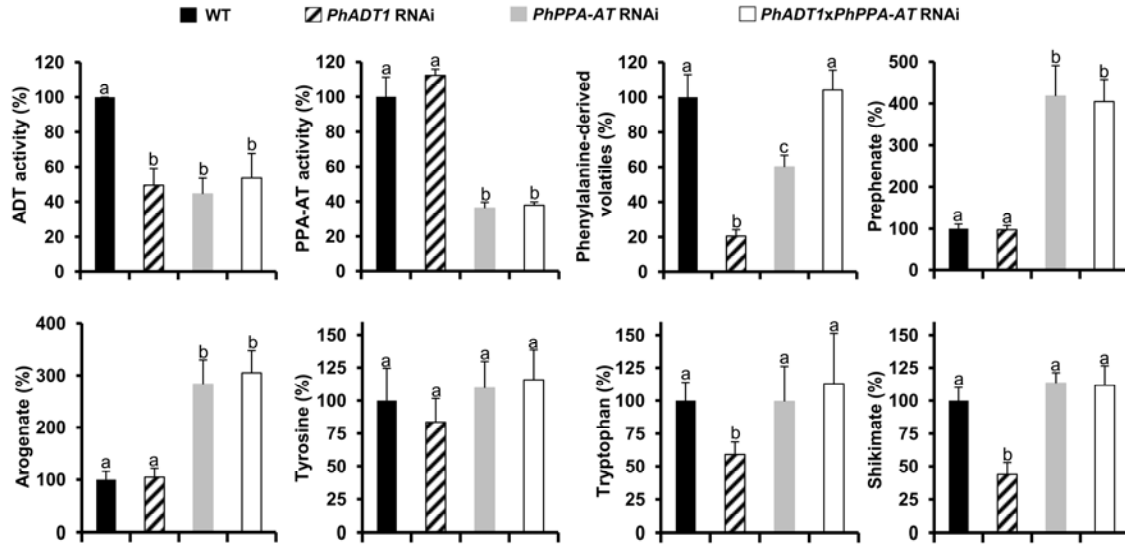 WT PhADT1 RNAi PhPPA-AT RNAi PhADT1xPhPPA-AT RNAi
ADT activity (%)
120
100
80
60
40
20
0
a b b b
PPA-AT activity (%)
120
100
80
60
40
20
0
a a b b
Phenylalanine-derived
volatiles (%)
120
100
80
60
40
20
0
a b c a
Prephenate (%)
500
400
300
200
100
0
a a b b
Arogenate (%)
400
300
200
100
0
a a b b
Tyrosine (%)
150
125
100
75
50
25
0
a a a a
Tryptophan (%)
150
125
100
75
50
25
0
a b a a
Shikimate (%)
150
125
100
75
50
25
0
a b a a